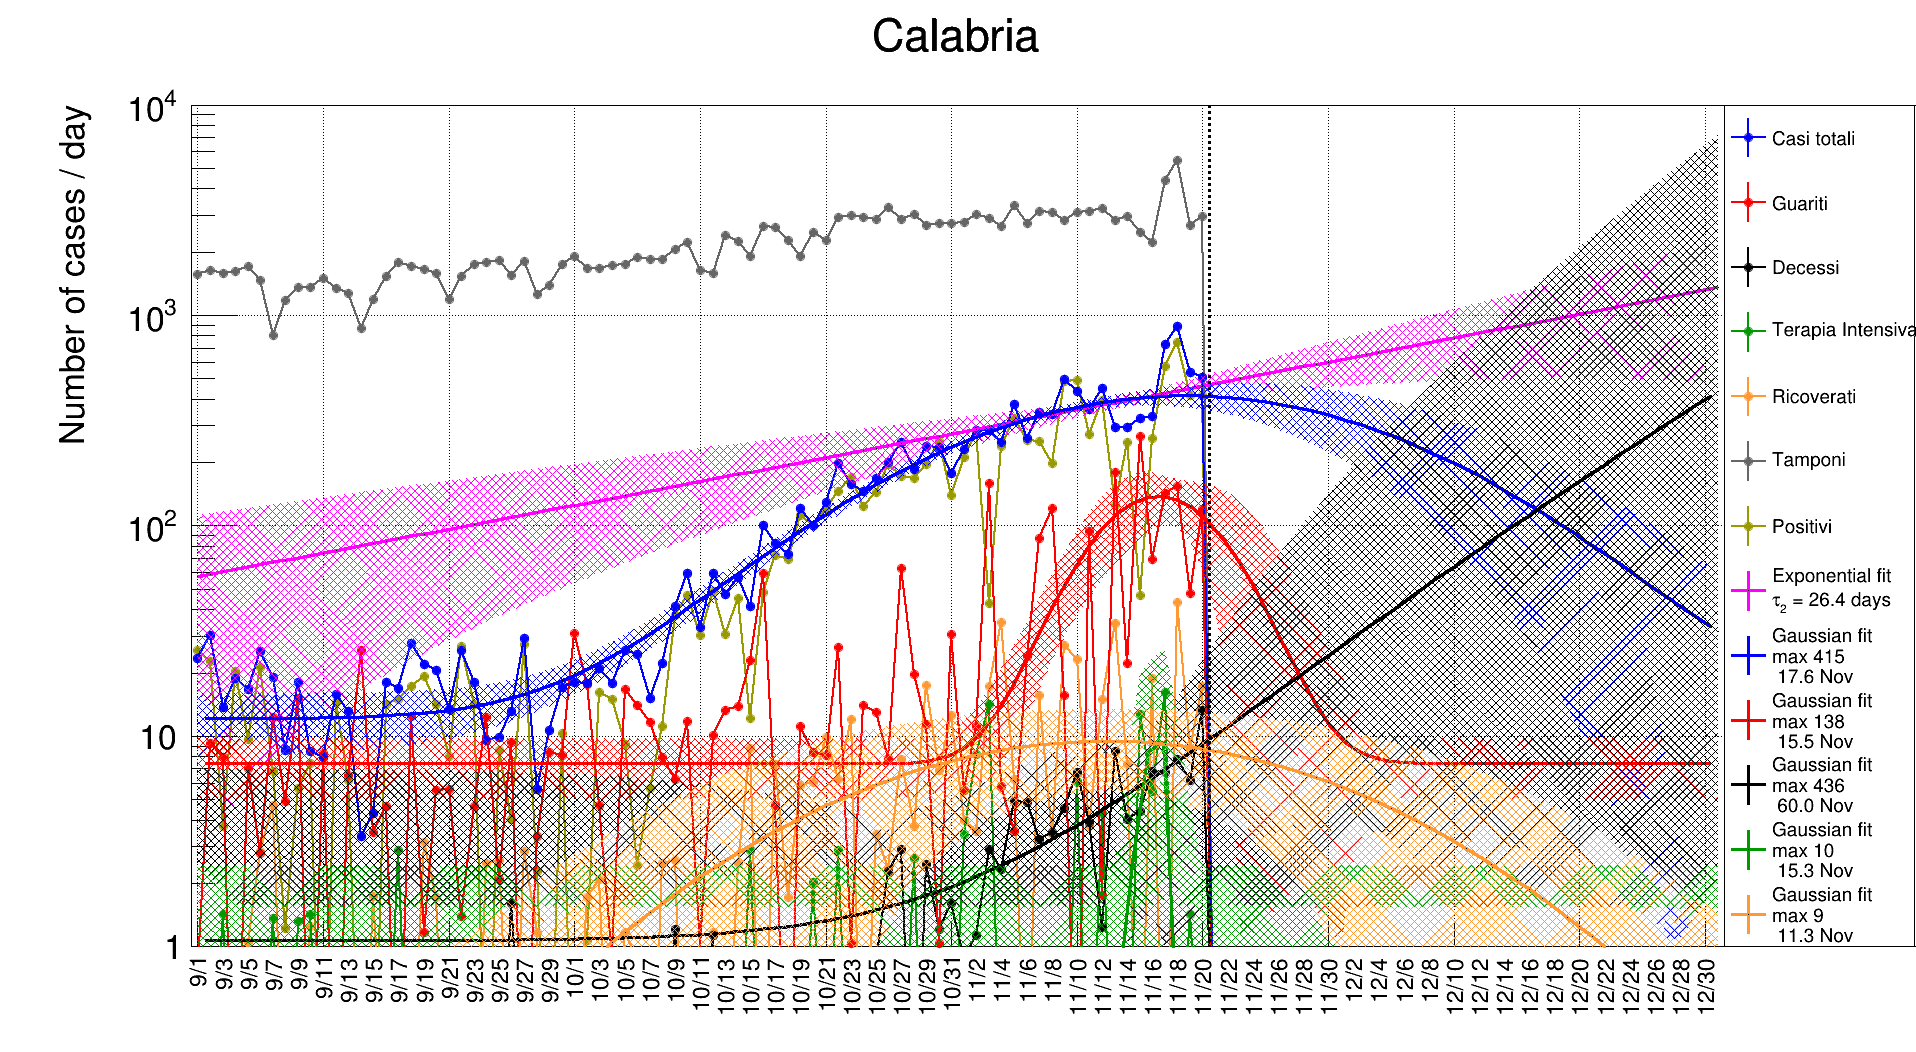 Calabria
Number of cases / day
10^4
10^3
10^2
10
1
9/1
9/3
9/5
9/7
9/9
9/11
9/13
9/15
9/17
9/19
9/21
9/23
9/25
9/27
9/29
10/1
10/3
10/5
10/7
10/9
10/11
10/13
10/15
10/17
10/19
10/21
10/23
10/25
10/27
10/29
10/31
11/2
11/4
11/6
11/8
11/10
11/12
11/14
11/16
11/18
11/20
11/22
11/24
11/26
11/28
11/30
12/2
12/4
12/6
12/8
12/10
12/12
12/14
12/16
12/18
12/20
12/22
12/24
12/26
12/28
12/30
Casi totali
Guariti
Decessi
Terapia Intensiva
Ricoverati
Tamponi
Positivi
Exponential fit
τ₂ = 26.4 days
Gaussian fit
max 415
17.6 Nov
Gaussian fit
max 138
15.5 Nov
Gaussian fit
max 436
60.0 Nov
Gaussian fit
max 10
15.3 Nov
Gaussian fit
max 9
11.3 Nov